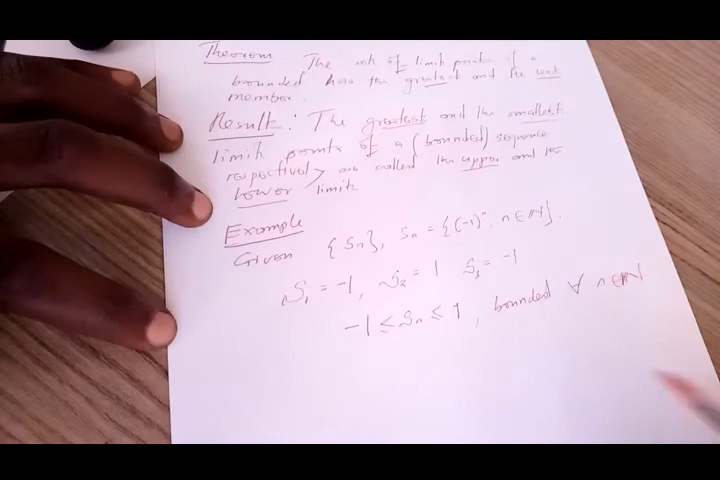 Theorem The set of limit points of a
bounded has the greatest and the least
member.
Result: The greatest and the smallest
limit points of a (bounded) sequence
respectively are called the upper and the
lower limits
Example
Given {Sn}, Sn = {(-1)^n, n ∈ N}.
S1 = -1, S2 = 1 S3 = -1
-1 ≤ Sn ≤ 1, bounded ∀ n ∈ N